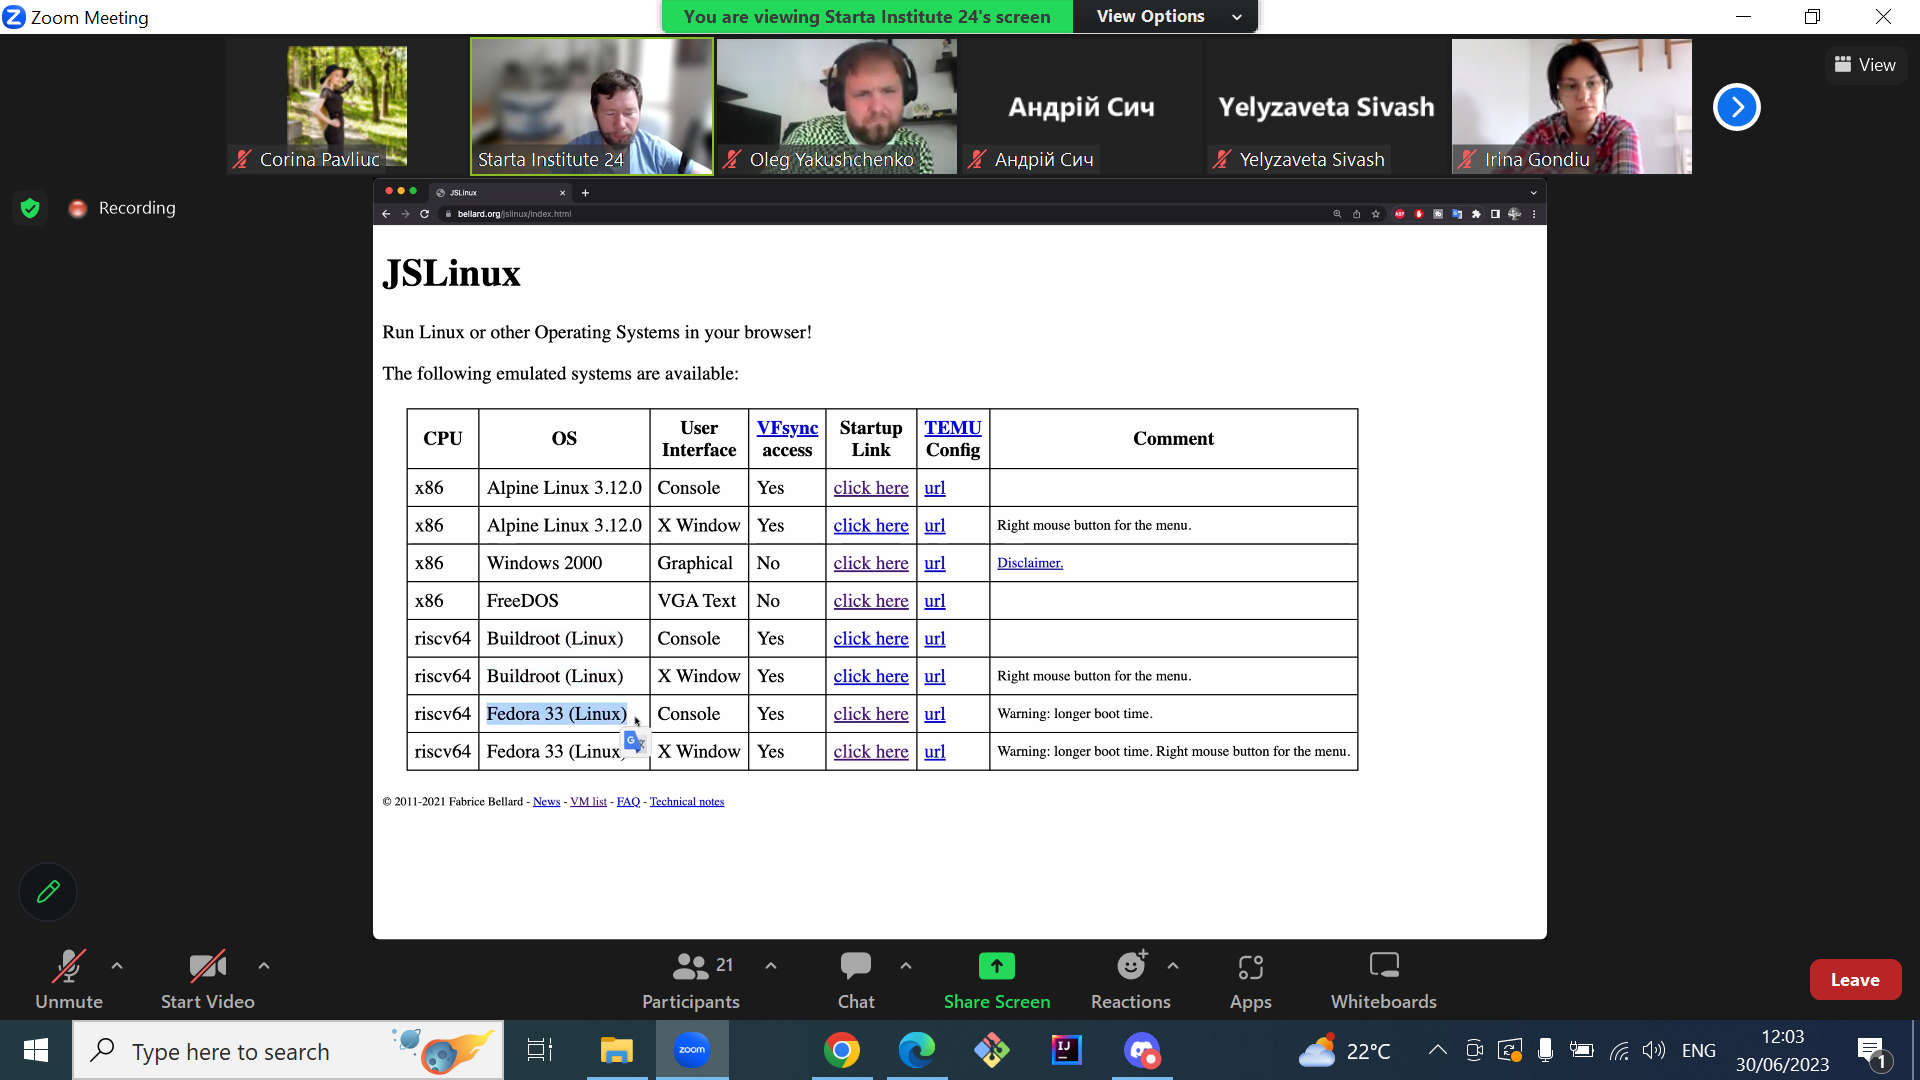 Zoom Meeting
You are viewing Starta Institute 24's screen
View Options
Corina Pavliuc
Starta Institute 24
Oleg Yakushchenko
Андрій Сич
Андрій Сич
Yelyzaveta Sivash
Yelyzaveta Sivash
Irina Gondiu
View
Recording
JSLinux
bellard.org/jslinux/index.html
JSLinux
Run Linux or other Operating Systems in your browser!
The following emulated systems are available:
CPU OS User Interface VFsync access Startup Link TEMU Config Comment
x86 Alpine Linux 3.12.0 Console Yes click here url
x86 Alpine Linux 3.12.0 X Window Yes click here url Right mouse button for the menu.
x86 Windows 2000 Graphical No click here url Disclaimer.
x86 FreeDOS VGA Text No click here url
riscv64 Buildroot (Linux) Console Yes click here url
riscv64 Buildroot (Linux) X Window Yes click here url Right mouse button for the menu.
riscv64 Fedora 33 (Linux) Console Yes click here url Warning: longer boot time.
riscv64 Fedora 33 (Linux) X Window Yes click here url Warning: longer boot time. Right mouse button for the menu.
© 2011-2021 Fabrice Bellard - News - VM list - FAQ - Technical notes
Unmute
Start Video
21
Participants
Chat
Share Screen
Reactions
Apps
Whiteboards
Leave
Type here to search
zoom
IJ
22°C
ENG
12:03
30/06/2023
1